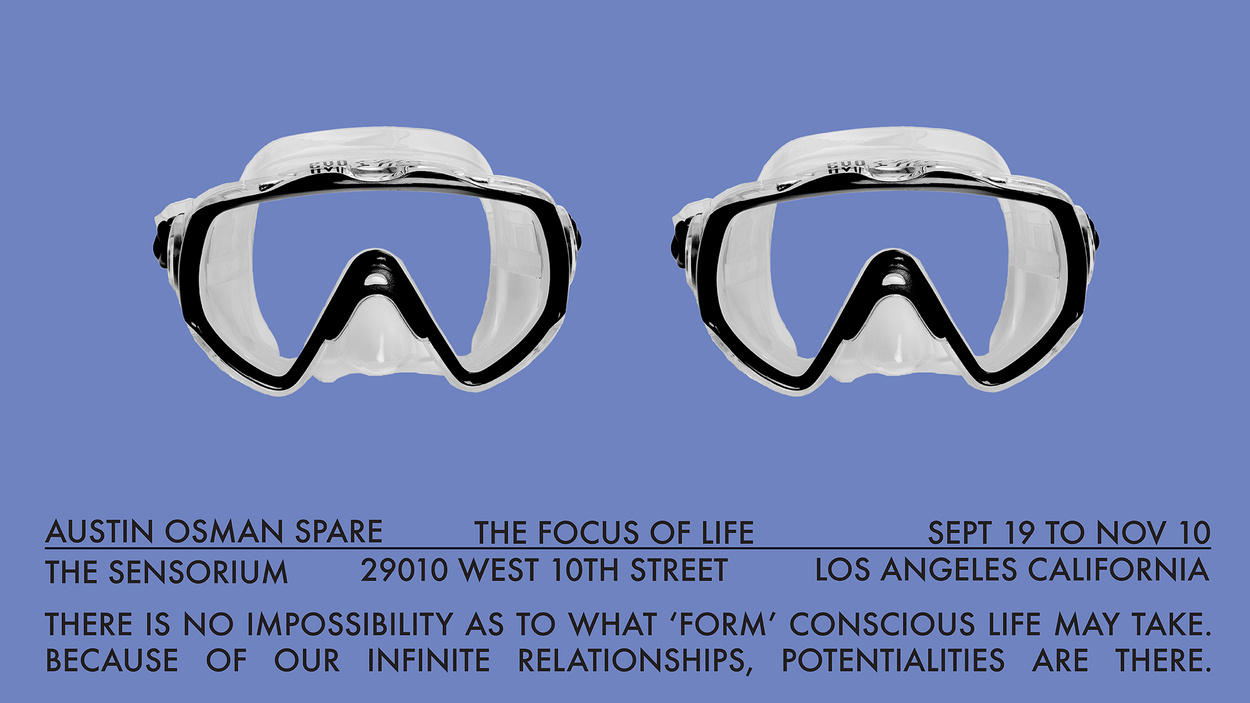 AUSTIN OSMAN SPARE THE FOCUS OF LIFE SEPT 19 TO NOV 10
THE SENSORIUM 29010 WEST 10TH STREET LOS ANGELES CALIFORNIA
THERE IS NO IMPOSSIBILITY AS TO WHAT ‘FORM’ CONSCIOUS LIFE MAY TAKE.
BECAUSE OF OUR INFINITE RELATIONSHIPS, POTENTIALITIES ARE THERE.